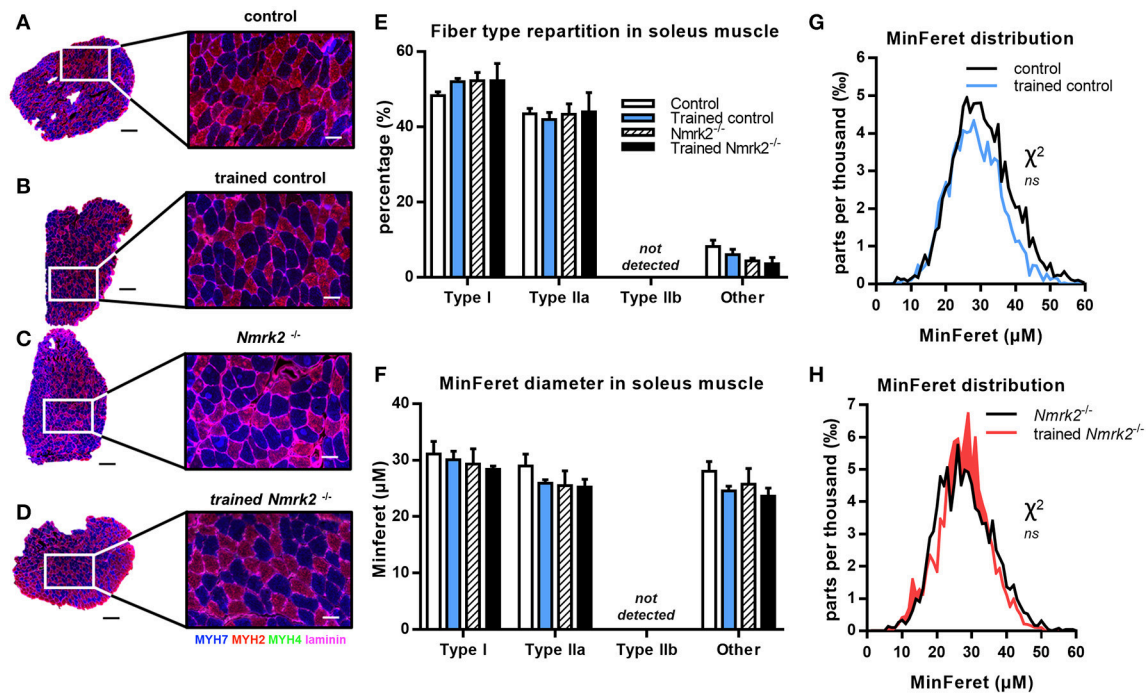 A
control
B
trained control
C
Nmrk2 -/-
D
trained Nmrk2 -/-
MYH7 MYH2 MYH4 laminin
E
Fiber type repartition in soleus muscle
percentage (%)
60
40
20
0
Control
Trained control
Nmrk2-/-
Trained Nmrk2-/-
not
detected
Type I Type IIa Type IIb Other
F
MinFeret diameter in soleus muscle
Minferet (µM)
40
30
20
10
0
not
detected
Type I Type IIa Type IIb Other
G
MinFeret distribution
control
trained control
parts per thousand (‰)
6
5
4
3
2
1
0
χ2
ns
0 10 20 30 40 50 60
MinFeret (µM)
H
MinFeret distribution
Nmrk2-/-
trained Nmrk2-/-
parts per thousand (‰)
7
6
5
4
3
2
1
0
χ2
ns
0 10 20 30 40 50 60
MinFeret (µM)